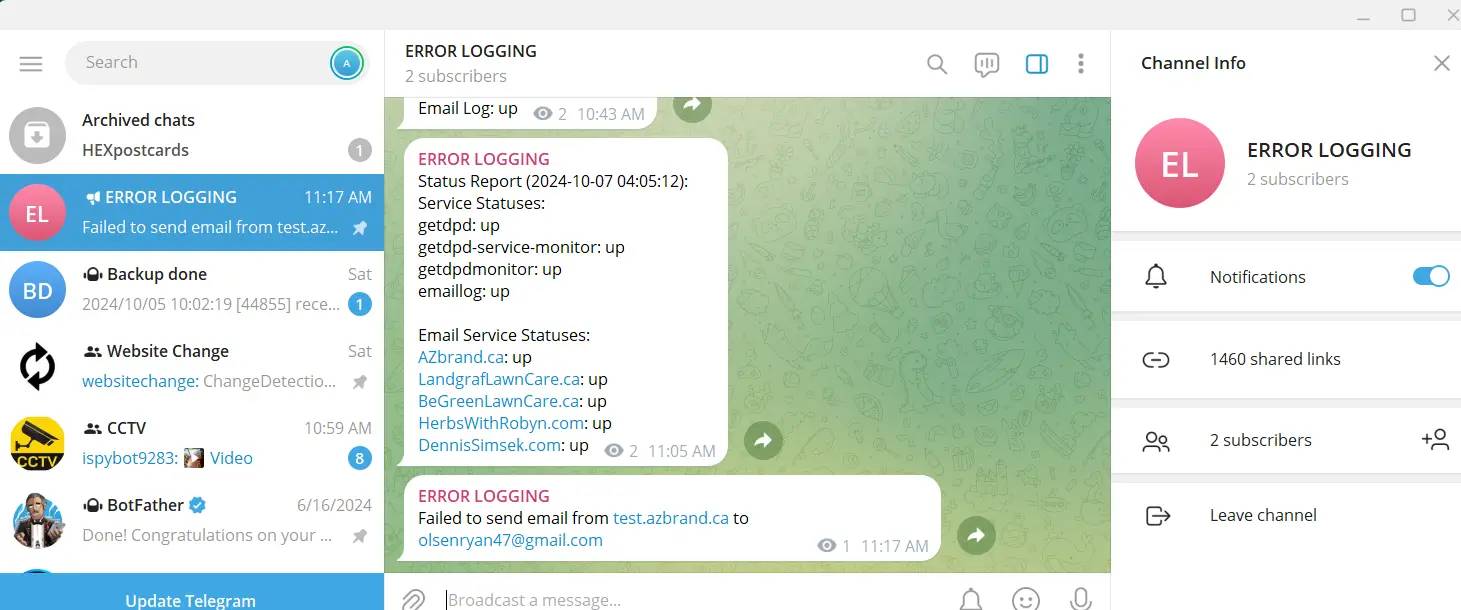 Search
A
Archived chats
HEXpostcards
1
EL
ERROR LOGGING
11:17 AM
Failed to send email from test.az...
BD
Backup done
Sat
2024/10/05 10:02:19 [44855] rece...
1
Website Change
Sat
websitechange: ChangeDetectio...
CCTV
CCTV
10:59 AM
ispybot9283: Video
8
BotFather
6/16/2024
Done! Congratulations on your ...
Update Telegram
ERROR LOGGING
2 subscribers
Email Log: up
2 10:43 AM
ERROR LOGGING
Status Report (2024-10-07 04:05:12):
Service Statuses:
getdpd: up
getdpd-service-monitor: up
getdpdmonitor: up
emaillog: up
Email Service Statuses:
AZbrand.ca: up
LandgrafLawnCare.ca: up
BeGreenLawnCare.ca: up
HerbsWithRobyn.com: up
DennisSimsek.com: up
2 11:05 AM
ERROR LOGGING
Failed to send email from test.azbrand.ca to
olsenryan47@gmail.com
1 11:17 AM
Broadcast a message...
Channel Info
EL
ERROR LOGGING
2 subscribers
Notifications
1460 shared links
2 subscribers
Leave channel